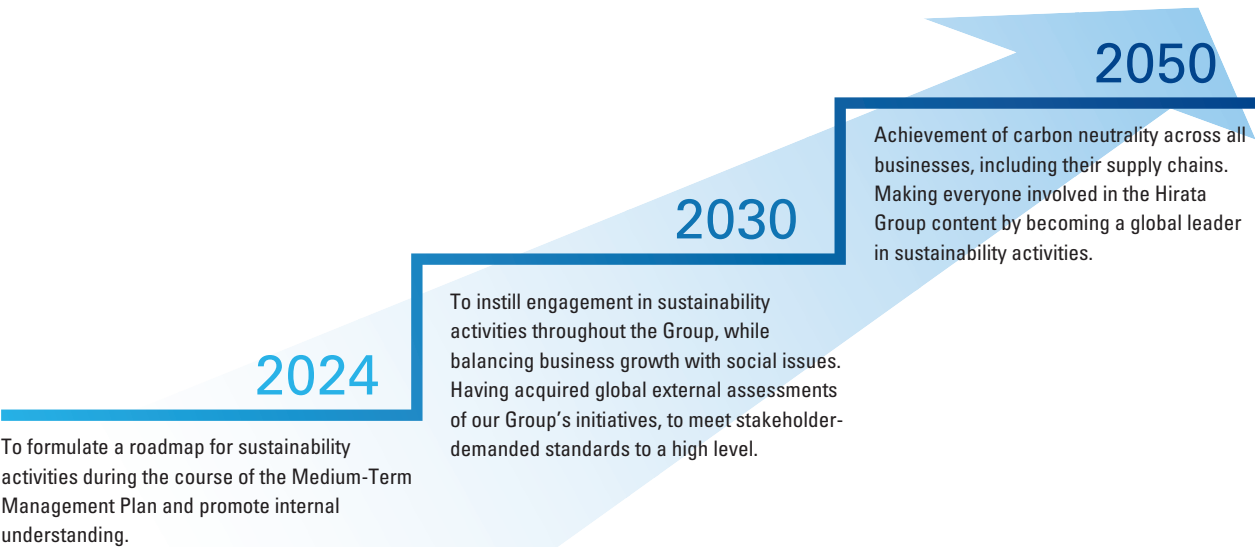 2024
To formulate a roadmap for sustainability
activities during the course of the Medium-Term
Management Plan and promote internal
understanding.
2030
To instill engagement in sustainability
activities throughout the Group, while
balancing business growth with social issues.
Having acquired global external assessments
of our Group’s initiatives, to meet stakeholder-
demanded standards to a high level.
2050
Achievement of carbon neutrality across all
businesses, including their supply chains.
Making everyone involved in the Hirata
Group content by becoming a global leader
in sustainability activities.